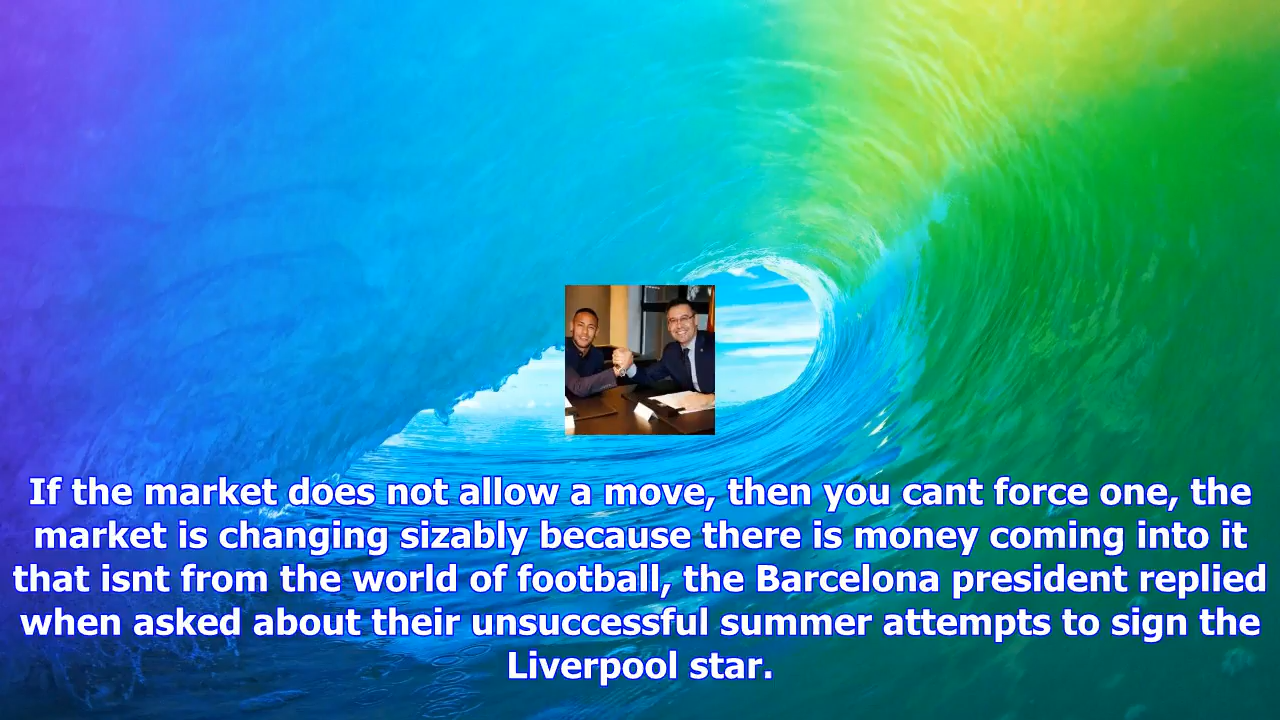 If the market does not allow a move, then you cant force one, the
market is changing sizably because there is money coming into it
that isnt from the world of football, the Barcelona president replied
when asked about their unsuccessful summer attempts to sign the
Liverpool star.